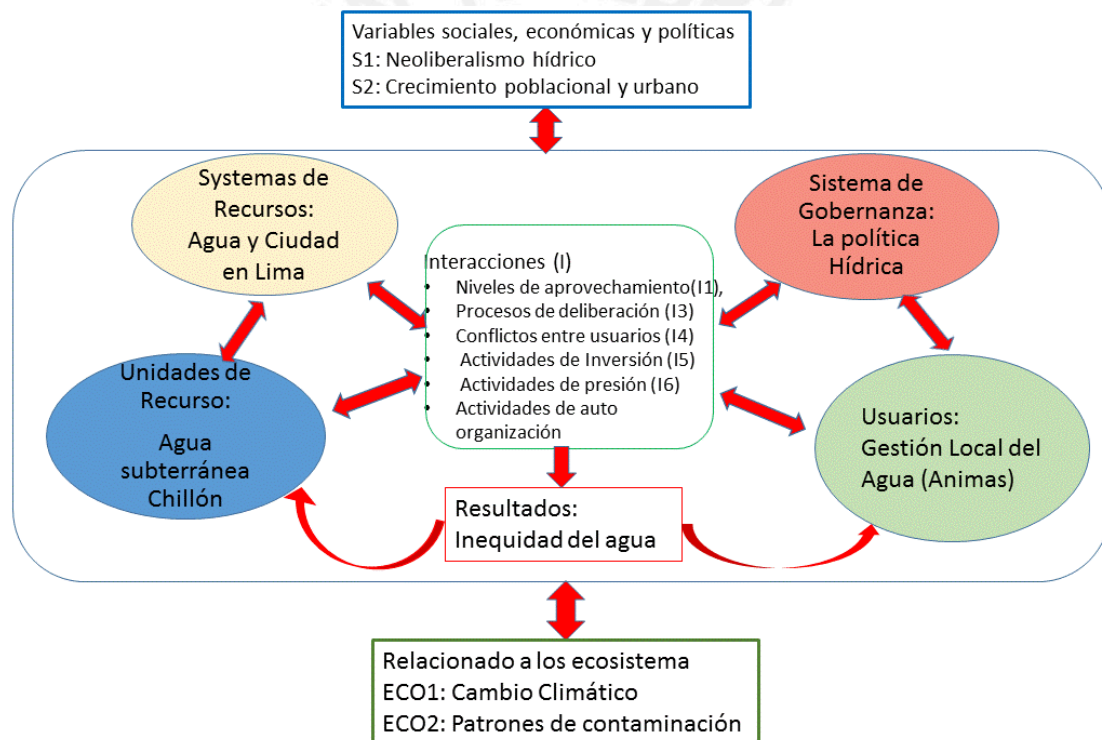 Variables sociales, económicas y políticas
S1: Neoliberalismo hídrico
S2: Crecimiento poblacional y urbano
Systemas de
Recursos:
Agua y Ciudad
en Lima
Sistema de
Gobernanza:
La política
Hídrica
Interacciones (I)
• Niveles de aprovechamiento(I1),
• Procesos de deliberación (I3)
• Conflictos entre usuarios (I4)
• Actividades de Inversión (I5)
• Actividades de presión (I6)
• Actividades de auto
organización
Unidades de
Recurso:
Agua
subterránea
Chillón
Usuarios:
Gestión Local del
Agua (Animas)
Resultados:
Inequidad del agua
Relacionado a los ecosistema
ECO1: Cambio Climático
ECO2: Patrones de contaminación